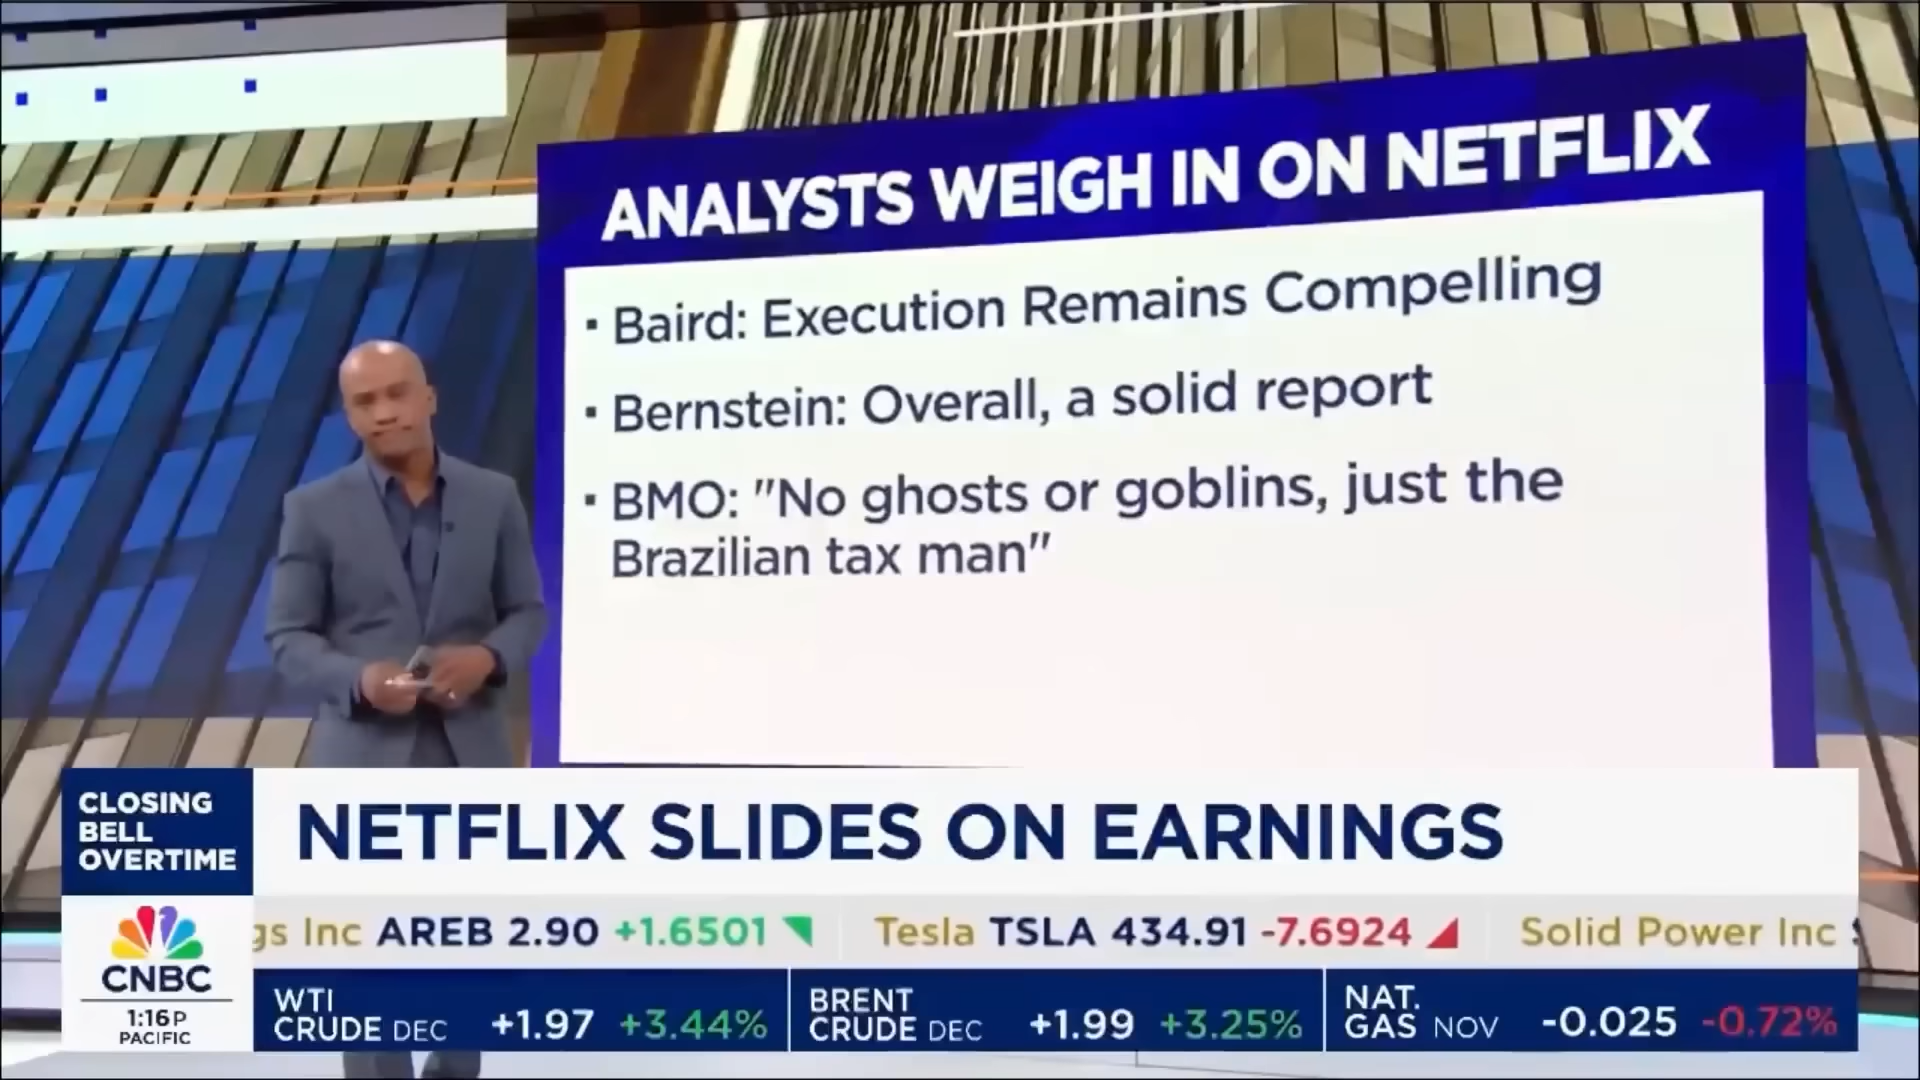 ANALYSTS WEIGH IN ON NETFLIX
▪ Baird: Execution Remains Compelling
▪ Bernstein: Overall, a solid report
▪ BMO: "No ghosts or goblins, just the
Brazilian tax man"
CLOSING
BELL
OVERTIME
NETFLIX SLIDES ON EARNINGS
gs Inc AREB 2.90 +1.6501 Tesla TSLA 434.91 -7.6924 Solid Power Inc
CNBC
1:16P
PACIFIC
WTI
CRUDE DEC +1.97 +3.44%
BRENT
CRUDE DEC +1.99 +3.25%
NAT.
GAS NOV -0.025 -0.72%